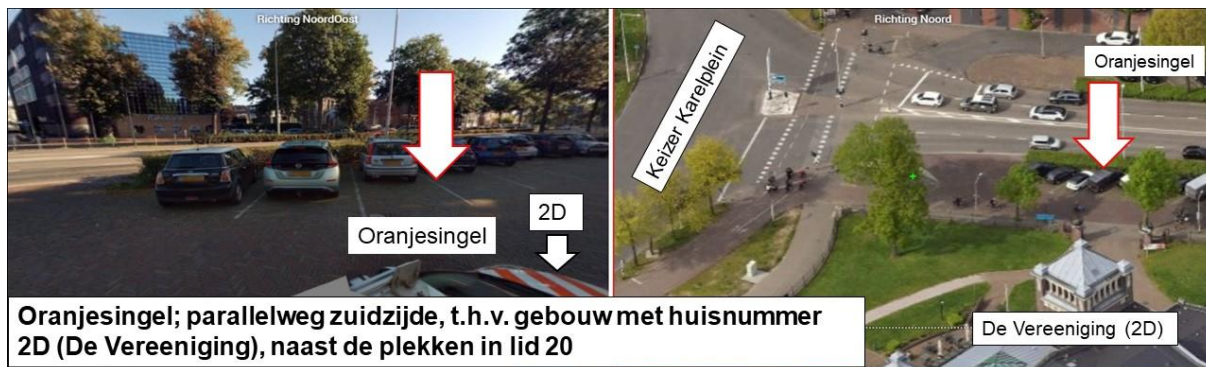 Richting NoordOost
Oranjesingel
2D
Richting Noord
Keizer Karelplein
Oranjesingel
De Vereeniging (2D)
Oranjesingel; parallelweg zuidzijde, t.h.v. gebouw met huisnummer
2D (De Vereeniging), naast de plekken in lid 20